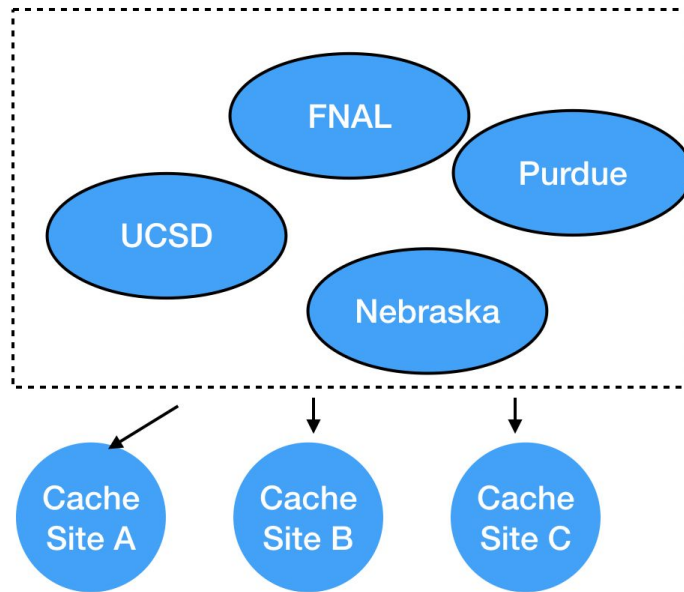 FNAL
Purdue
UCSD
Nebraska
Cache
Site A
Cache
Site B
Cache
Site C